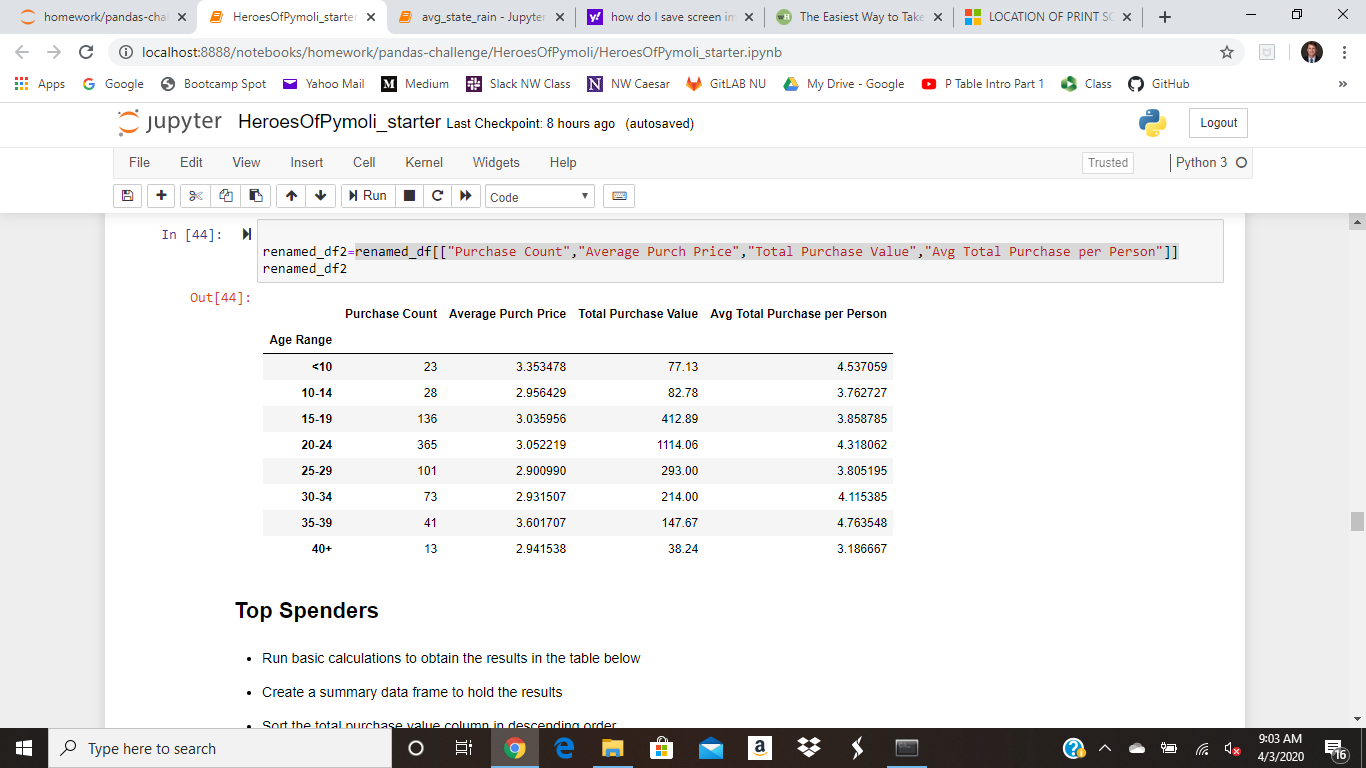 homework/pandas-chal
HeroesOfPymoli_starter
avg_state_rain - Jupyter
how do I save screen im
The Easiest Way to Take
LOCATION OF PRINT SC
localhost:8888/notebooks/homework/pandas-challenge/HeroesOfPymoli/HeroesOfPymoli_starter.ipynb
Apps Google Bootcamp Spot Yahoo Mail Medium Slack NW Class NW Caesar GitLAB NU My Drive - Google P Table Intro Part 1 Class GitHub »
jupyter HeroesOfPymoli_starter Last Checkpoint: 8 hours ago (autosaved) Logout
File Edit View Insert Cell Kernel Widgets Help Trusted Python 3
Run Code
In [44]:
renamed_df2=renamed_df[["Purchase Count","Average Purch Price","Total Purchase Value","Avg Total Purchase per Person"]]
renamed_df2
Out[44]:
Purchase Count Average Purch Price Total Purchase Value Avg Total Purchase per Person
Age Range
<10 23 3.353478 77.13 4.537059
10-14 28 2.956429 82.78 3.762727
15-19 136 3.035956 412.89 3.858785
20-24 365 3.052219 1114.06 4.318062
25-29 101 2.900990 293.00 3.805195
30-34 73 2.931507 214.00 4.115385
35-39 41 3.601707 147.67 4.763548
40+ 13 2.941538 38.24 3.186667
Top Spenders
• Run basic calculations to obtain the results in the table below
• Create a summary data frame to hold the results
• Sort the total purchase value column in descending order
Type here to search
9:03 AM
4/3/2020
16